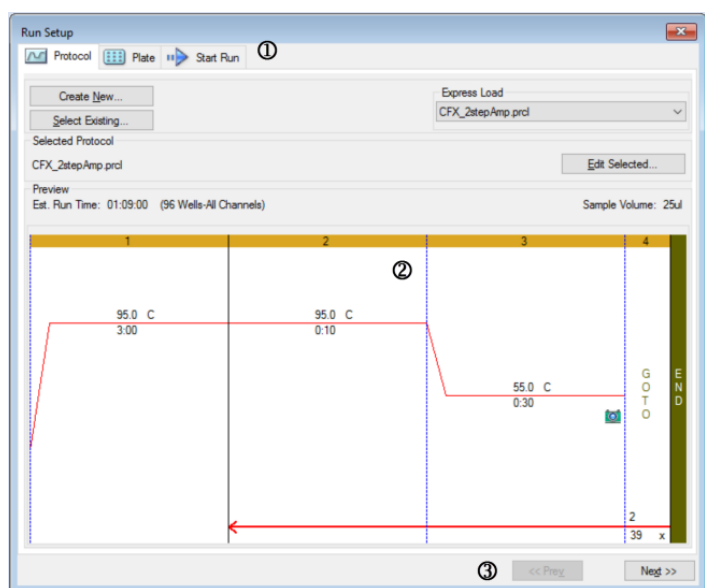 Run Setup
Protocol Plate Start Run ①
Create New...
Express Load
CFX_2stepAmp.prcl
Select Existing...
Selected Protocol
CFX_2stepAmp.prcl Edit Selected...
Preview
Est. Run Time: 01:09:00 (96 Wells-All Channels) Sample Volume: 25ul
1 2 3 4
②
95.0 C 95.0 C
3:00 0:10
55.0 C
0:30
GOTO
END
2
39 x
③ << Prev Next >>